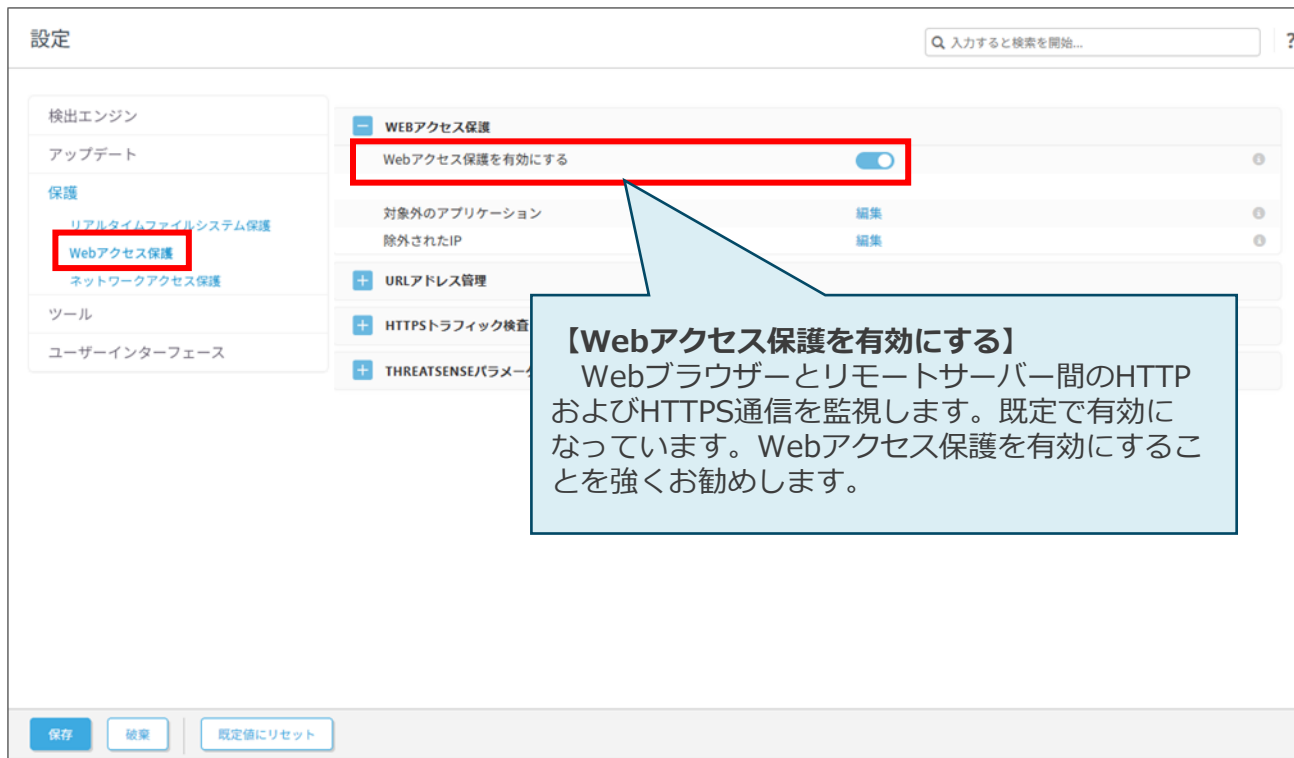 設定
入力すると検索を開始...
?
検出エンジン
アップデート
保護
リアルタイムファイルシステム保護
Webアクセス保護
ネットワークアクセス保護
ツール
ユーザーインターフェース
WEBアクセス保護
Webアクセス保護を有効にする
対象外のアプリケーション 編集
除外されたIP 編集
URLアドレス管理
HTTPSトラフィック検査
THREATSENSEパラメー
【Webアクセス保護を有効にする】
Webブラウザーとリモートサーバー間のHTTP
およびHTTPS通信を監視します。既定で有効に
なっています。Webアクセス保護を有効にするこ
とを強くお勧めします。
保存 破棄 既定値にリセット